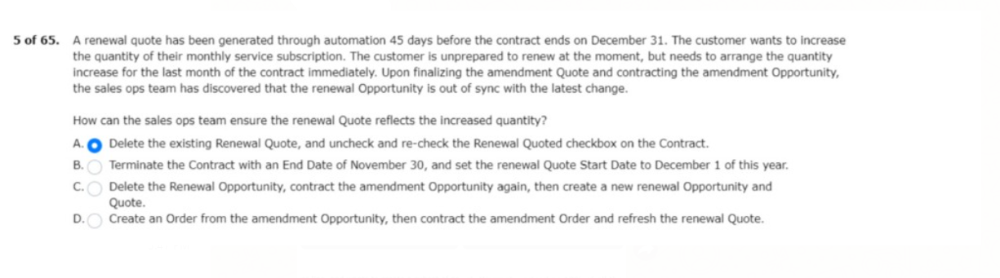 5 of 65. A renewal quote has been generated through automation 45 days before the contract ends on December 31. The customer wants to increase
the quantity of their monthly service subscription. The customer is unprepared to renew at the moment, but needs to arrange the quantity
increase for the last month of the contract immediately. Upon finalizing the amendment Quote and contracting the amendment Opportunity,
the sales ops team has discovered that the renewal Opportunity is out of sync with the latest change.
How can the sales ops team ensure the renewal Quote reflects the increased quantity?
A. Delete the existing Renewal Quote, and uncheck and re-check the Renewal Quoted checkbox on the Contract.
B. Terminate the Contract with an End Date of November 30, and set the renewal Quote Start Date to December 1 of this year.
C. Delete the Renewal Opportunity, contract the amendment Opportunity again, then create a new renewal Opportunity and
Quote.
D. Create an Order from the amendment Opportunity, then contract the amendment Order and refresh the renewal Quote.